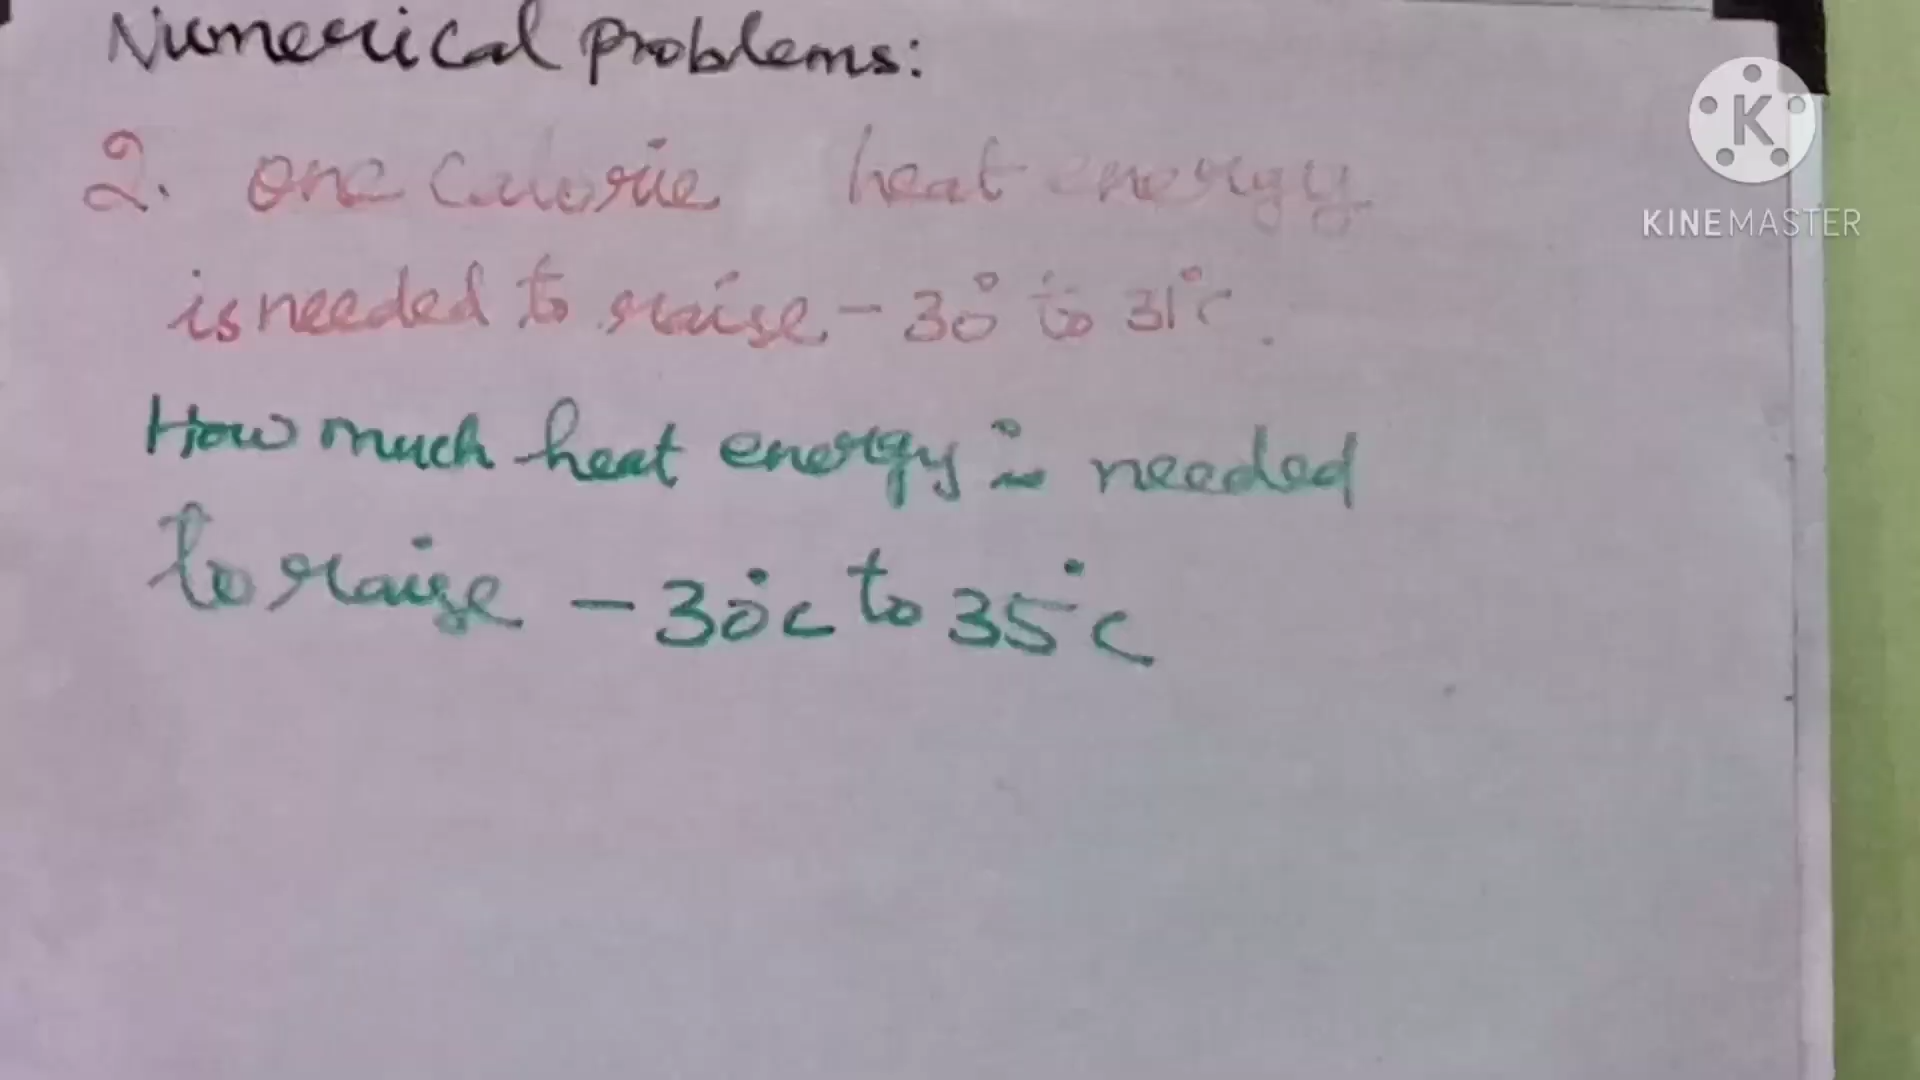 Numerical problems:
2. one calorie heat energy
is needed to raise - 30° to 31°c.
How much heat energy is needed
to raise - 30°c to 35°c
KINEMASTER